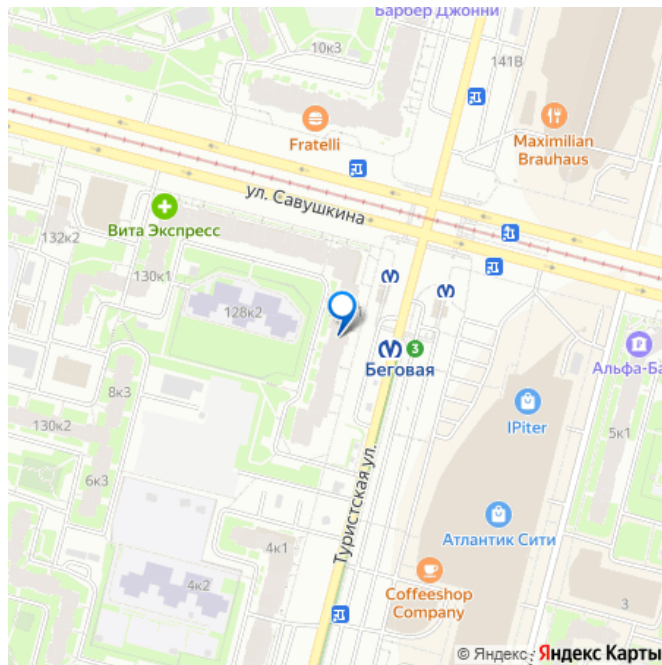 Барбер Джонни
10к3
141В
Fratelli
Maximilian
Brauhaus
ул. Савушкина
Вита Экспресс
132к2
130к1
128к2
3
Беговая
Альфа-Ба
IPiter
8к3
130к2
5к1
6к3
Туристская ул.
Атлантик Сити
4к1
4к2
Coffeeshop
Company
3
© Яндекс
Яндекс Карты